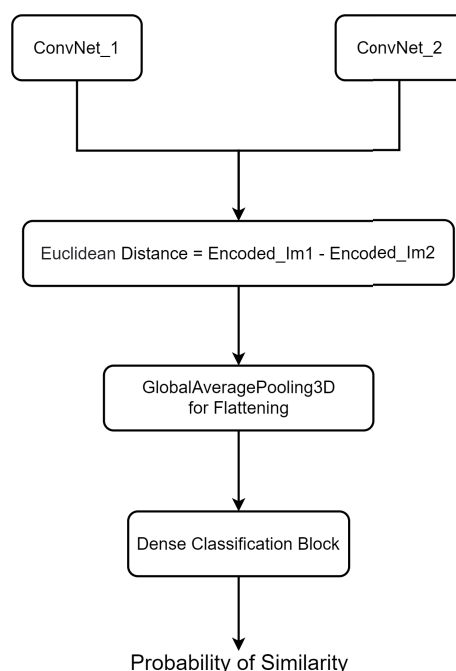 ConvNet_1
ConvNet_2
Euclidean Distance = Encoded_Im1 - Encoded_Im2
GlobalAveragePooling3D
for Flattening
Dense Classification Block
Probability of Similarity